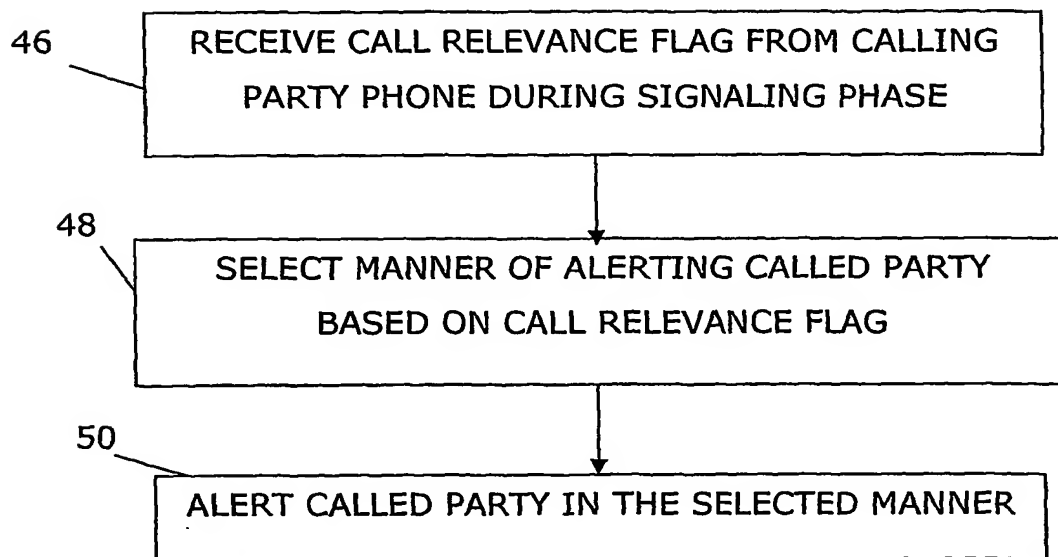 46
RECEIVE CALL RELEVANCE FLAG FROM CALLING
PARTY PHONE DURING SIGNALING PHASE
48
SELECT MANNER OF ALERTING CALLED PARTY
BASED ON CALL RELEVANCE FLAG
50
ALERT CALLED PARTY IN THE SELECTED MANNER